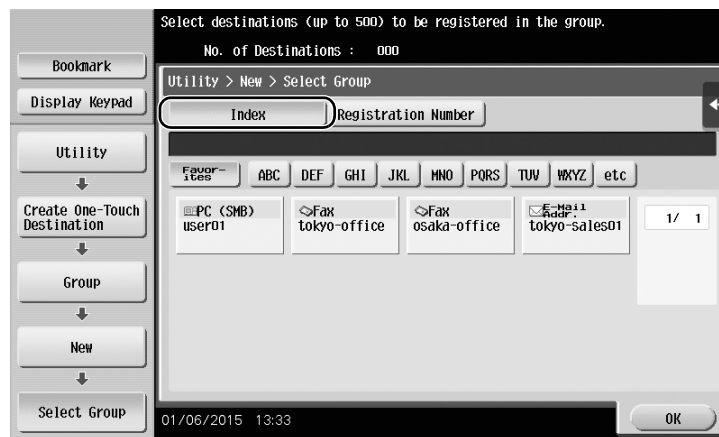 Select destinations (up to 500) to be registered in the group.
No. of Destinations : 000
Bookmark
Display Keypad
Utility
Create One-Touch
Destination
Group
New
Select Group
Utility > New > Select Group
Index
Registration Number
Favor-
ites
ABC
DEF
GHI
JKL
MNO
PQRS
TUV
WXYZ
etc
PC (SMB)
user01
Fax
tokyo-office
Fax
osaka-office
E-Mail
Addr.
tokyo-sales01
1/ 1
01/06/2015 13:33
OK